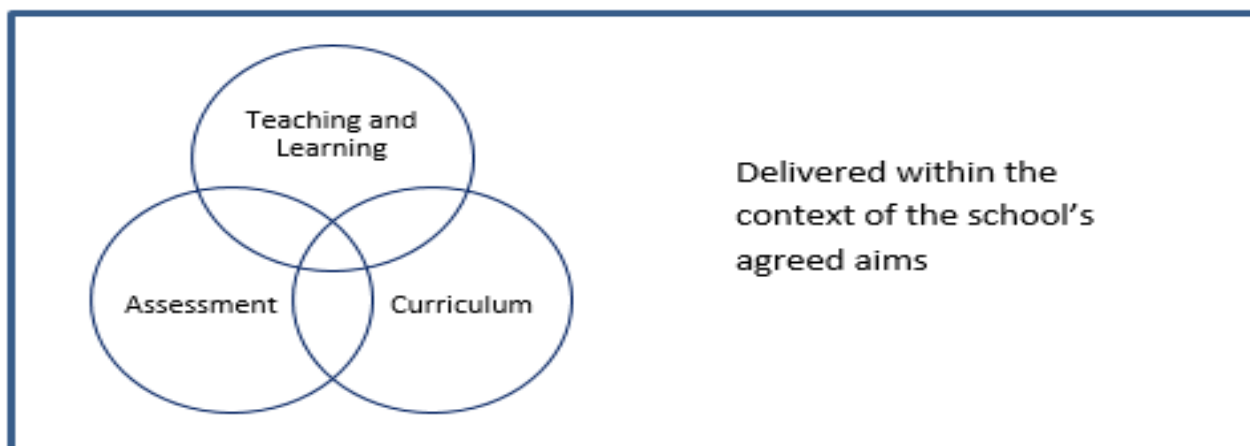 Teaching and
Learning
Assessment
Curriculum
Delivered within the
context of the school’s
agreed aims